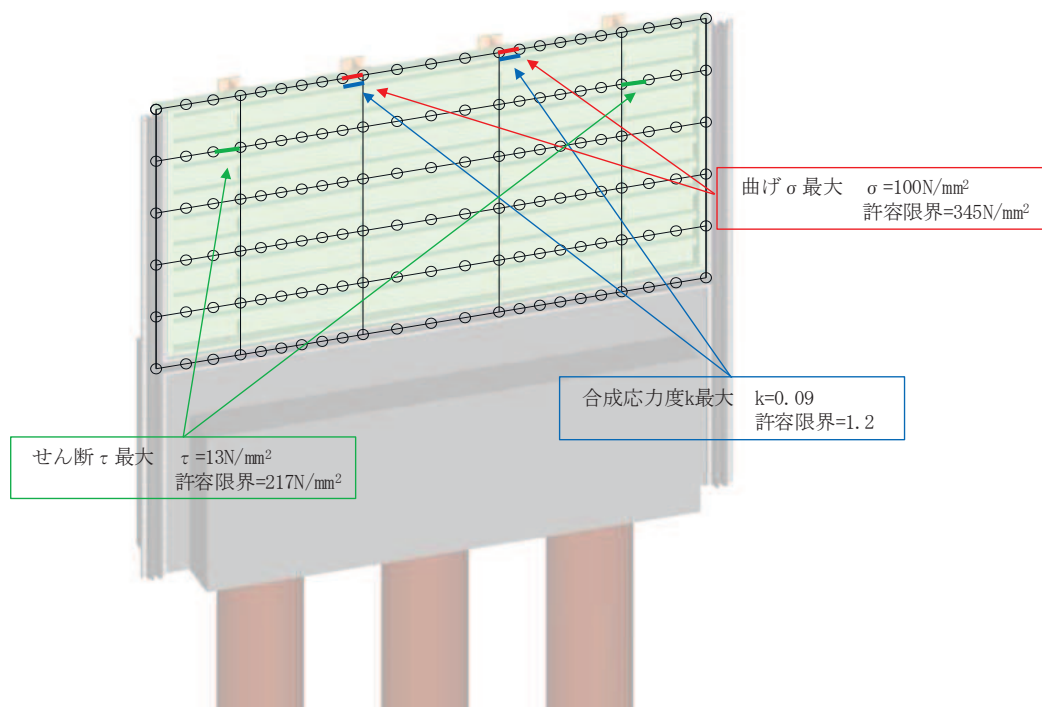 曲げσ最大　σ=100N/mm²
許容限界=345N/mm²
合成応力度k最大　k=0.09
許容限界=1.2
せん断τ最大　τ=13N/mm²
許容限界=217N/mm²